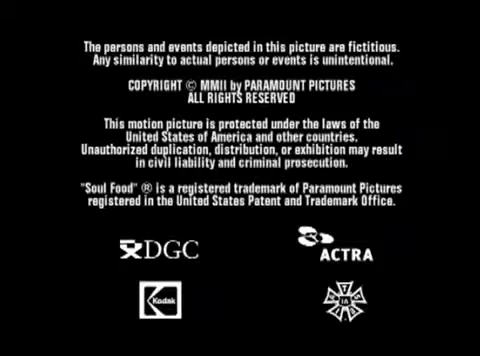 The persons and events depicted in this picture are fictitious.
Any similarity to actual persons or events is unintentional.
COPYRIGHT © MMII by PARAMOUNT PICTURES
ALL RIGHTS RESERVED
This motion picture is protected under the laws of the
United States of America and other countries.
Unauthorized duplication, distribution, or exhibition may result
in civil liability and criminal prosecution.
"Soul Food" ® is a registered trademark of Paramount Pictures
registered in the United States Patent and Trademark Office.
DGC
ACTRA
Kodak
IA